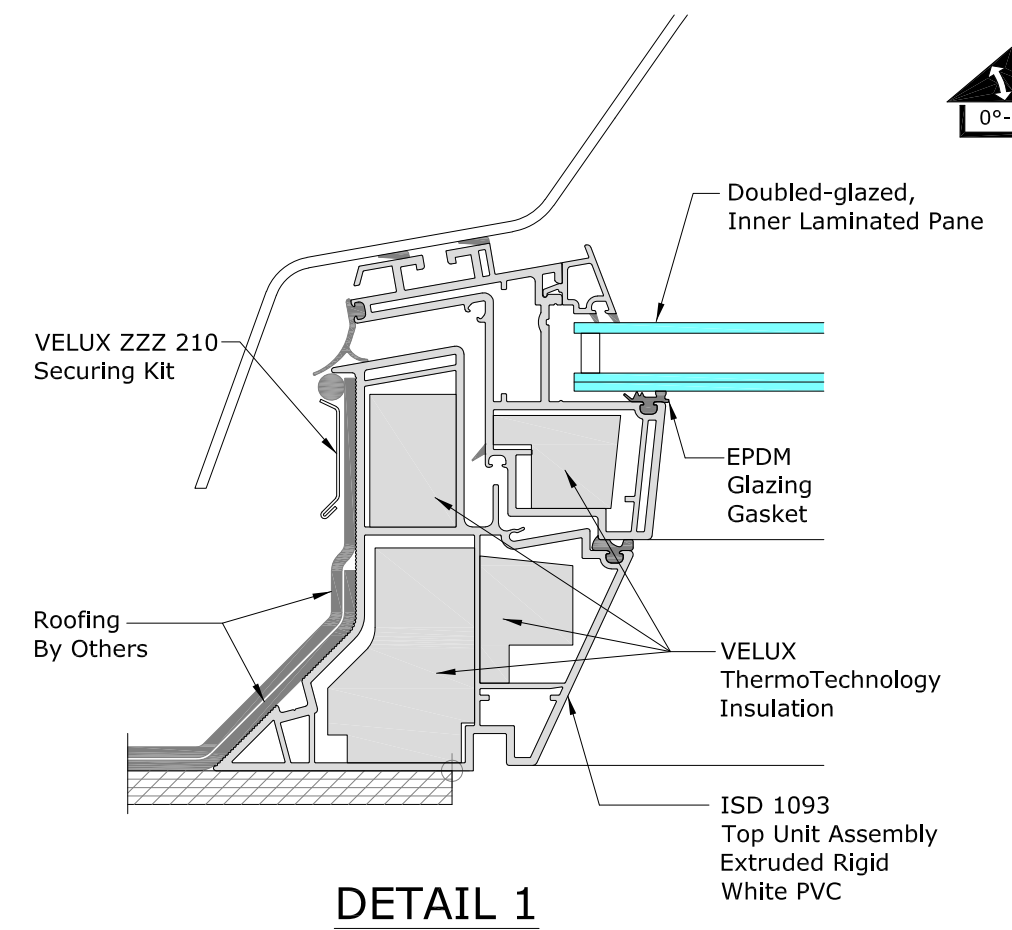 0°-
Doubled-glazed,
Inner Laminated Pane
VELUX ZZZ 210
Securing Kit
EPDM
Glazing
Gasket
Roofing
By Others
VELUX
ThermoTechnology
Insulation
ISD 1093
Top Unit Assembly
Extruded Rigid
White PVC
DETAIL 1